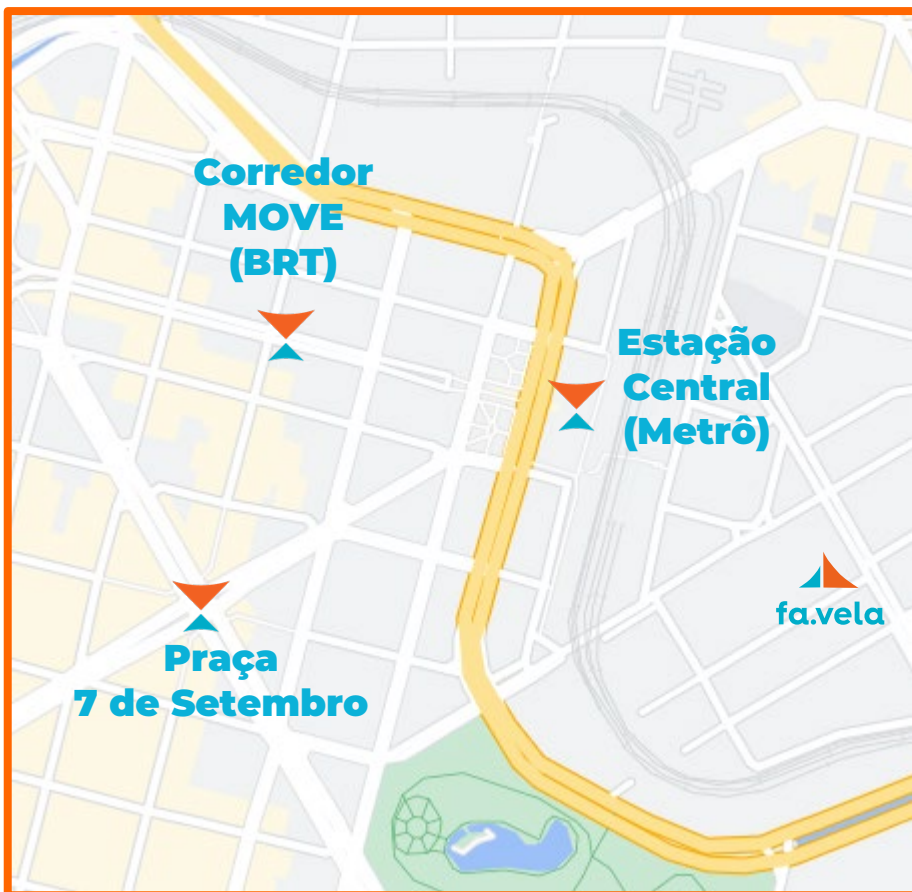 Corredor
MOVE
(BRT)
Estação
Central
(Metrô)
fa.vela
Praça
7 de Setembro